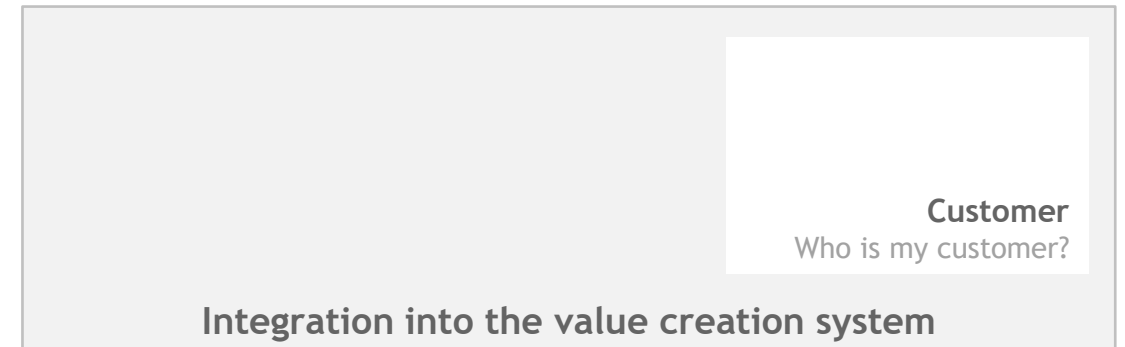 Customer
Who is my customer?
Integration into the value creation system